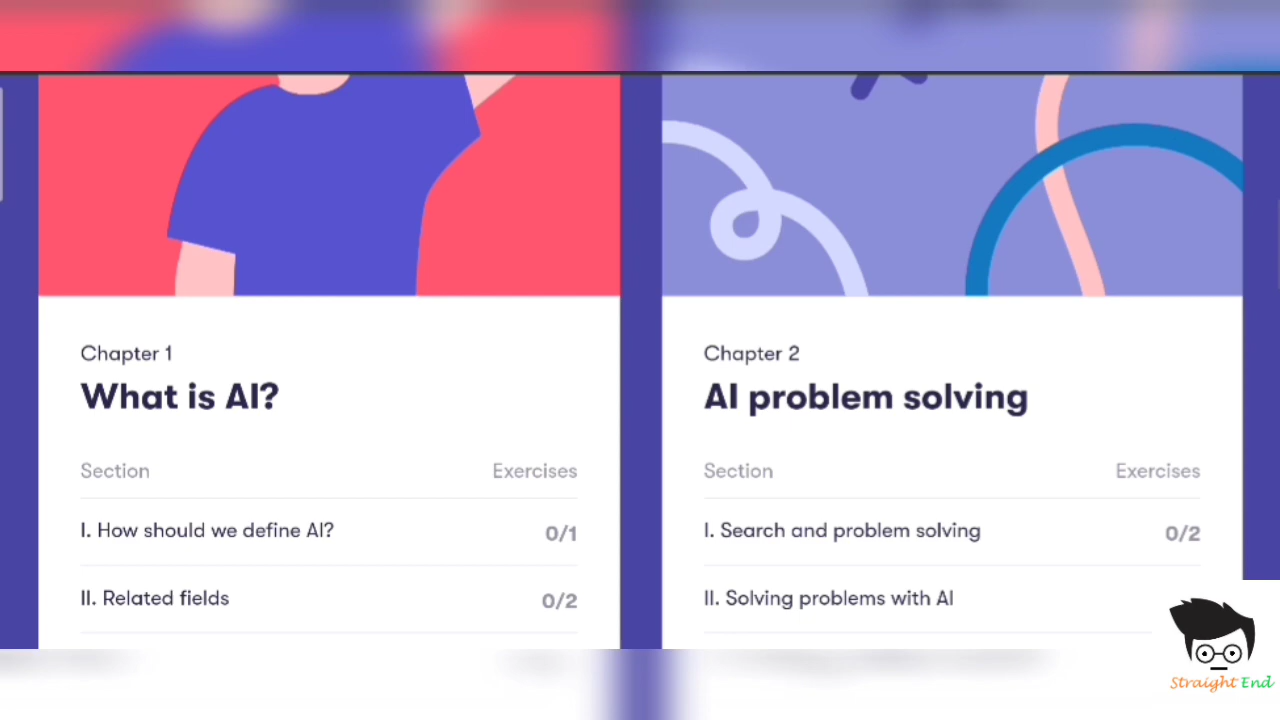 Chapter 1
What is AI?
Section Exercises
I. How should we define AI? 0/1
II. Related fields 0/2
Chapter 2
AI problem solving
Section Exercises
I. Search and problem solving 0/2
II. Solving problems with AI
Straight End